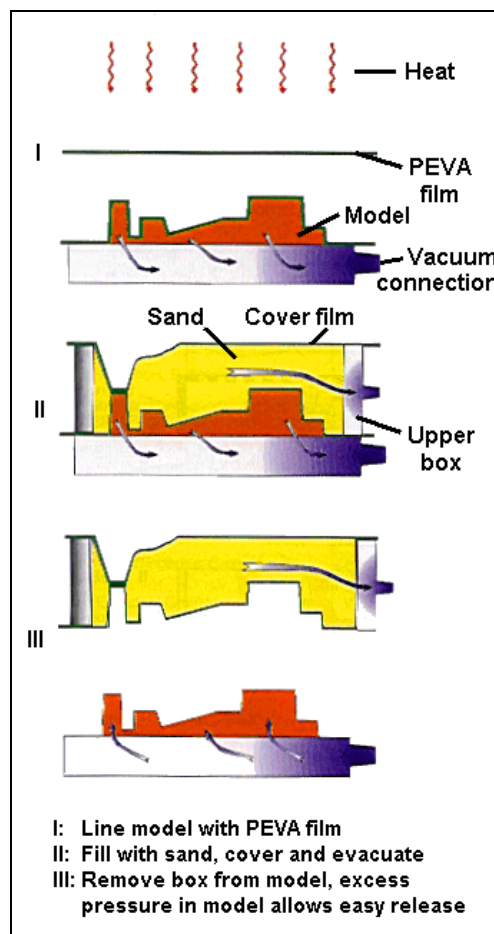 Heat
I
PEVA
film
Model
Vacuum
connection
Sand
Cover film
II
Upper
box
III
I: Line model with PEVA film
II: Fill with sand, cover and evacuate
III: Remove box from model, excess
pressure in model allows easy release